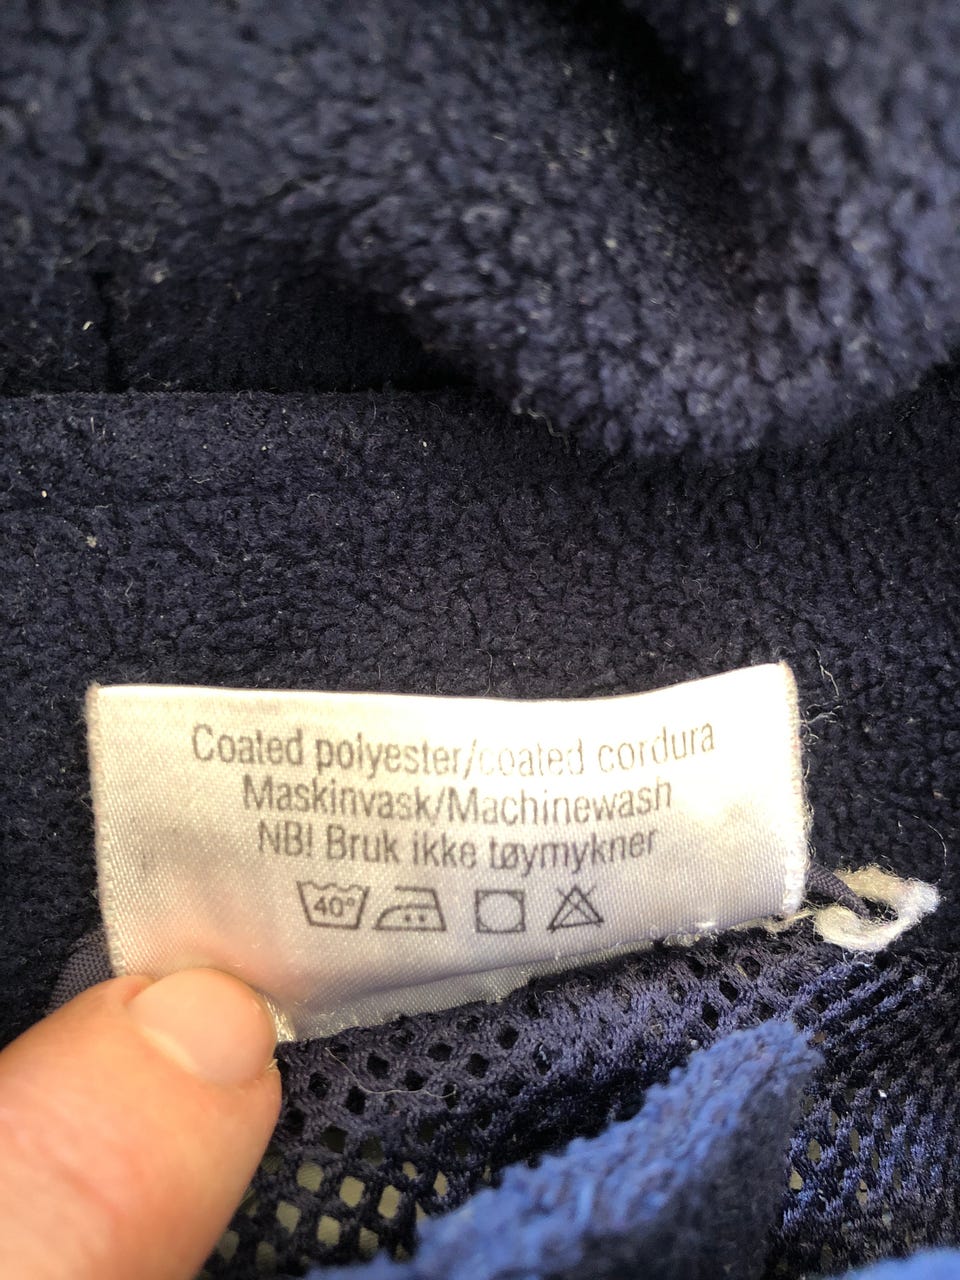 Coated polyester/coated cordura
Maskinvask/Machinewash
NB! Bruk ikke tøymykner
40°